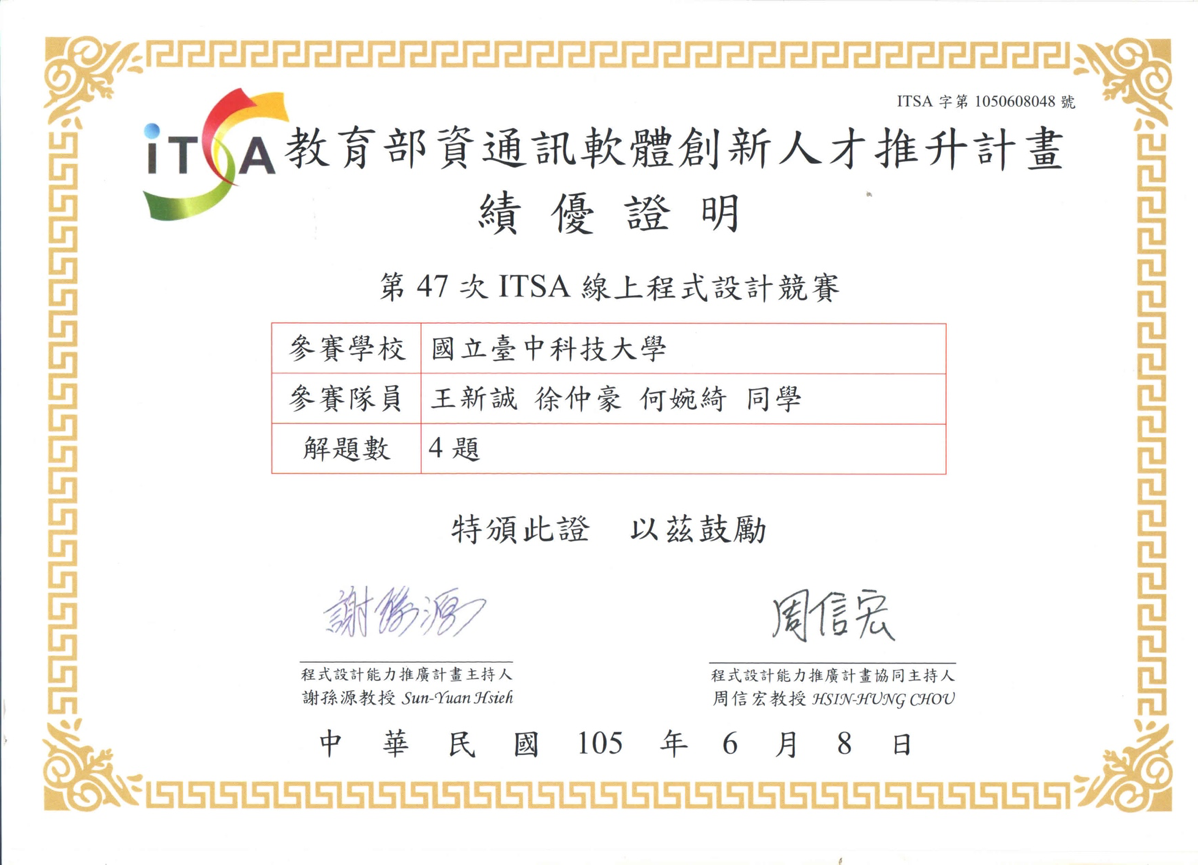 ITSA 字第 1050608048 號
iTSA 教育部資通訊軟體創新人才推升計畫
績優證明
第 47 次 ITSA 線上程式設計競賽
參賽學校 國立臺中科技大學
參賽隊員 王新誠 徐仲豪 何婉綺 同學
解題數 4 題
特頒此證 以茲鼓勵
謝孫源 周信宏
程式設計能力推廣計畫主持人 程式設計能力推廣計畫協同主持人
謝孫源教授 Sun-Yuan Hsieh 周信宏教授 HSIN-HUNG CHOU
中華民國 105 年 6 月 8 日